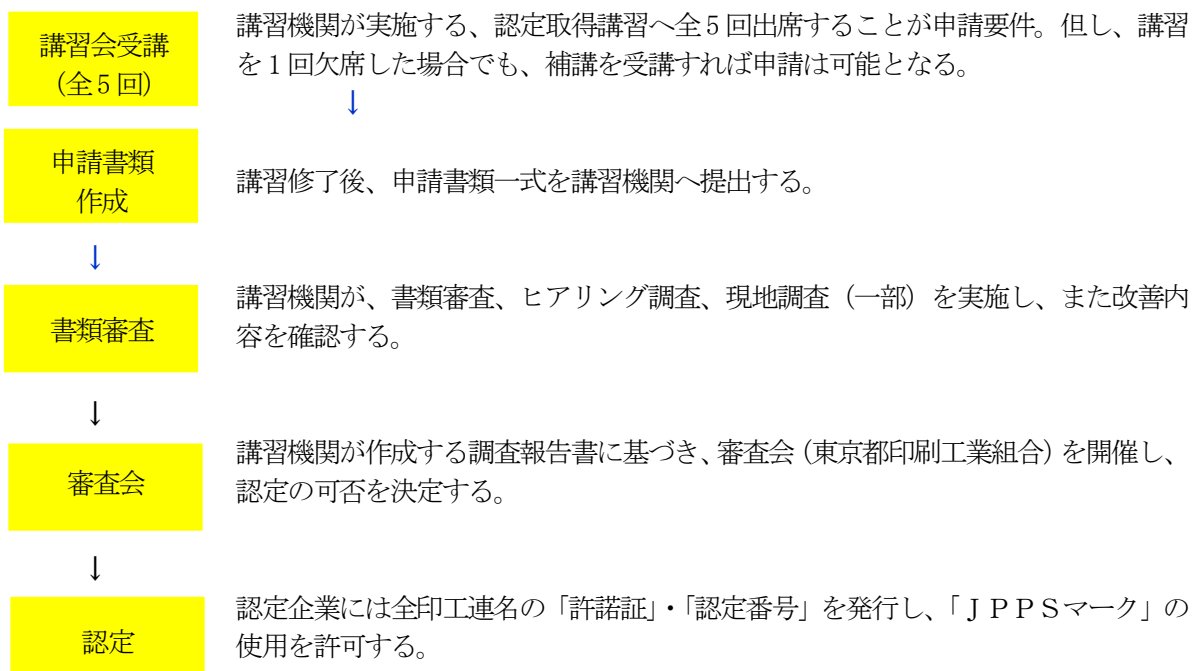 講習会受講
(全5回)
講習機関が実施する、認定取得講習へ全5回出席することが申請要件。但し、講習
を1回欠席した場合でも、補講を受講すれば申請は可能となる。
↓
申請書類
作成
講習修了後、申請書類一式を講習機関へ提出する。
↓
書類審査
講習機関が、書類審査、ヒアリング調査、現地調査（一部）を実施し、また改善内
容を確認する。
↓
審査会
講習機関が作成する調査報告書に基づき、審査会（東京都印刷工業組合）を開催し、
認定の可否を決定する。
↓
認定
認定企業には全印工連名の「許諾証」・「認定番号」を発行し、「ＪＰＰＳマーク」の
使用を許可する。